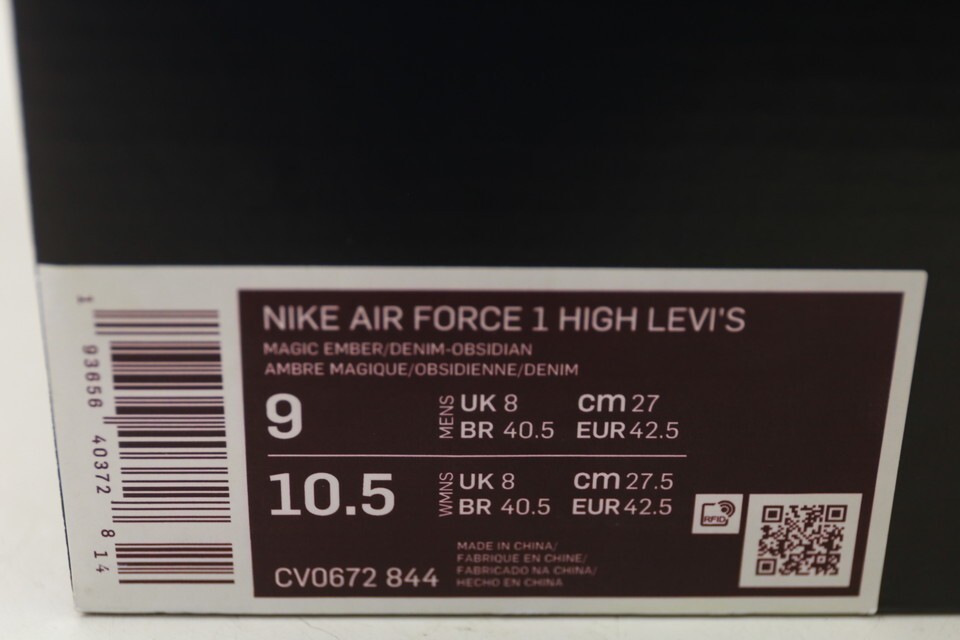 NIKE AIR FORCE 1 HIGH LEVI'S
MAGIC EMBER/DENIM-OBSIDIAN
AMBRE MAGIQUE/OBSIDIENNE/DENIM
9 MENS UK 8 cm 27
BR 40.5 EUR 42.5
10.5 WMNS UK 8 cm 27.5
BR 40.5 EUR 42.5
RFID
CV0672 844
MADE IN CHINA/
FABRIQUE EN CHINE/
FABRICADO NA CHINA/
HECHO EN CHINA
1 93656 40372 8 14